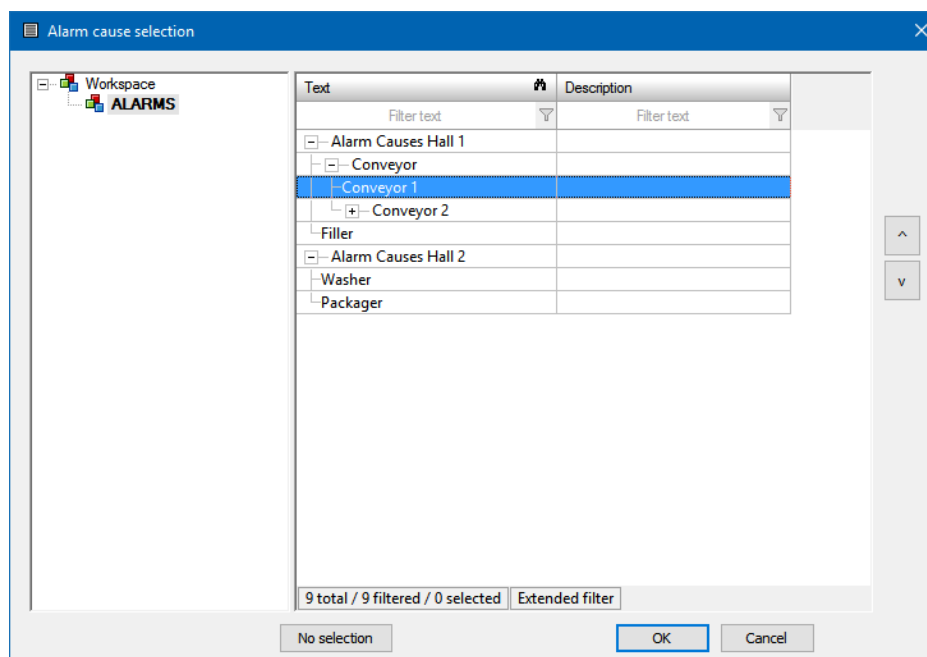 Alarm cause selection
Workspace
ALARMS
Text Description
Filter text Filter text
Alarm Causes Hall 1
Conveyor
Conveyor 1
Conveyor 2
Filler
Alarm Causes Hall 2
Washer
Packager
^
v
9 total / 9 filtered / 0 selected Extended filter
No selection OK Cancel